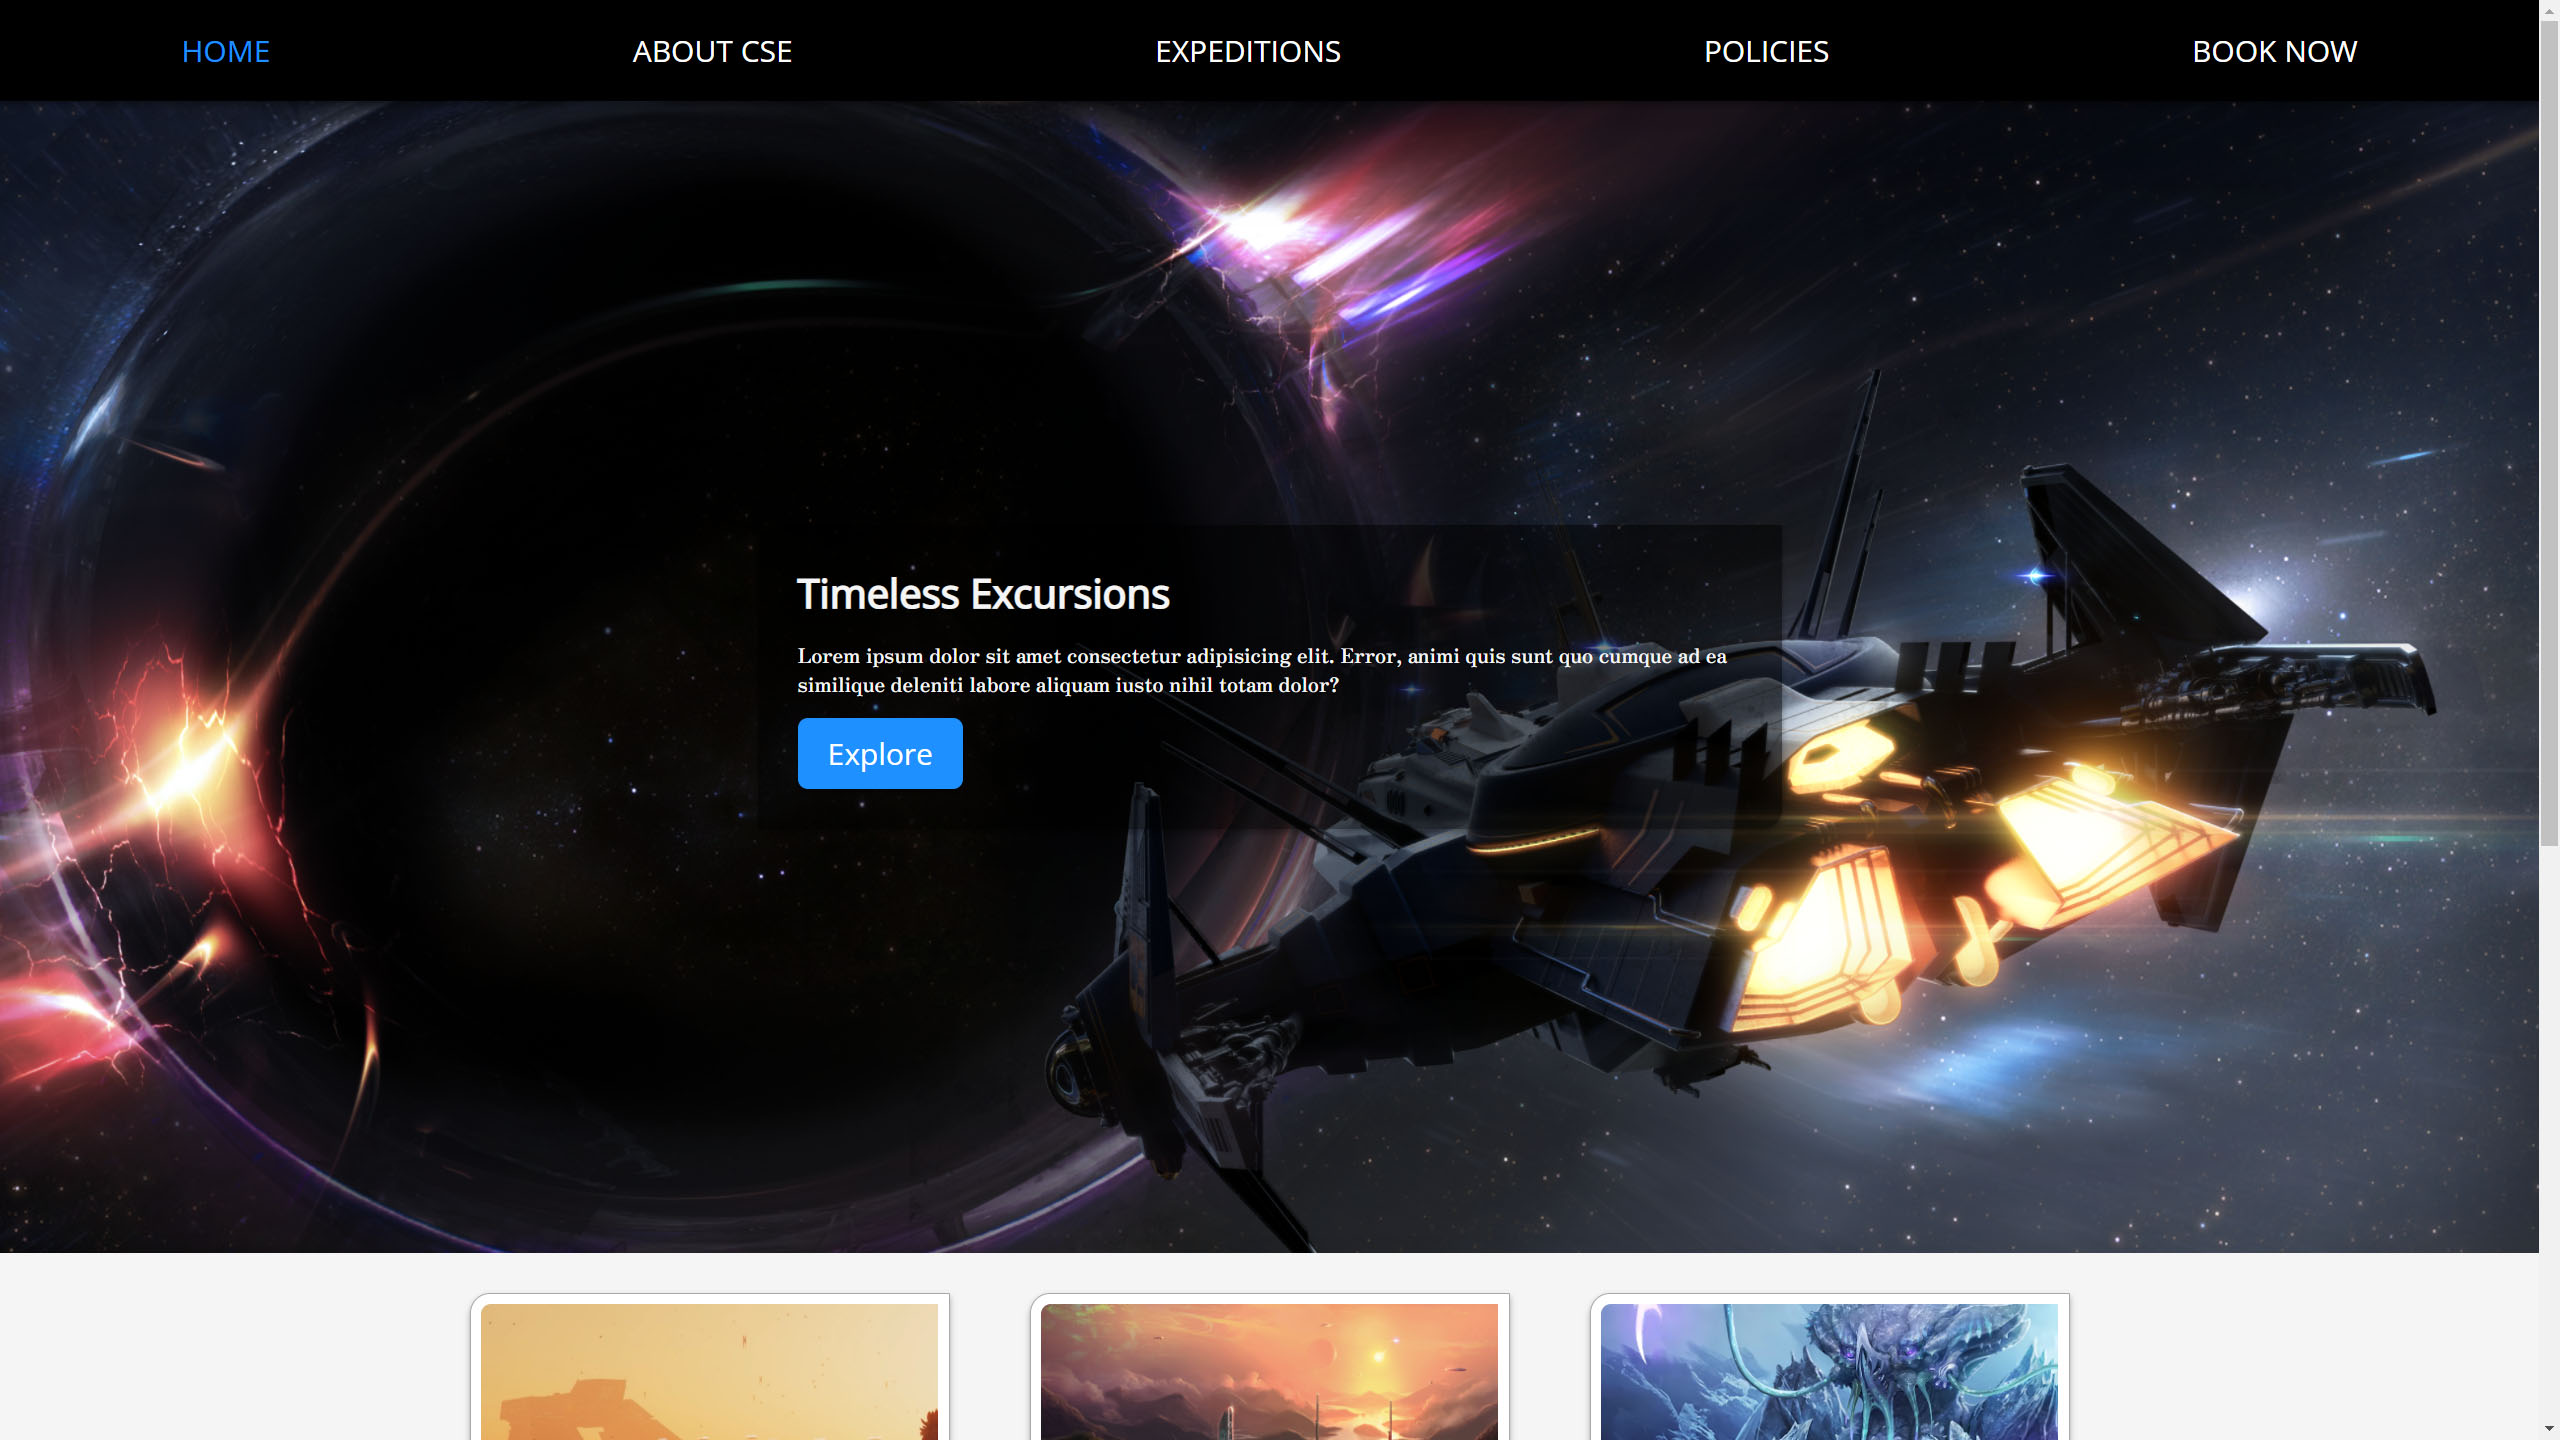 HOME ABOUT CSE EXPEDITIONS POLICIES BOOK NOW
Timeless Excursions
Lorem ipsum dolor sit amet consectetur adipisicing elit. Error, animi quis sunt quo cumque ad ea
similique deleniti labore aliquam iusto nihil totam dolor?
Explore